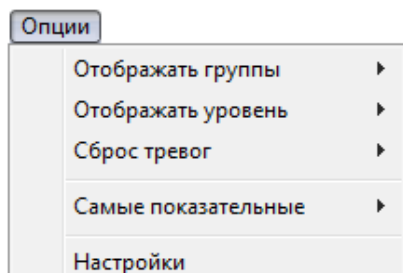 Опции
Отображать группы
Отображать уровень
Сброс тревог
Самые показательные
Настройки